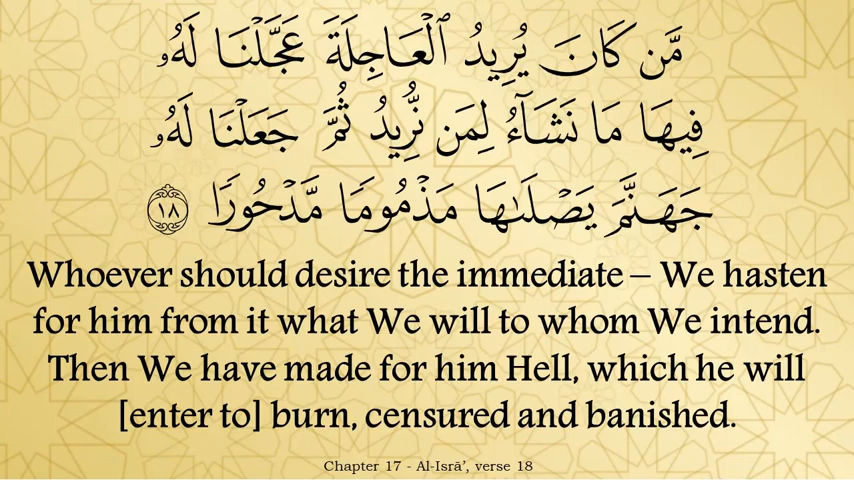 مَّن كَانَ يُرِيدُ ٱلْعَاجِلَةَ عَجَّلْنَا لَهُۥ
فِيهَا مَا نَشَآءُ لِمَن نُّرِيدُ ثُمَّ جَعَلْنَا لَهُۥ
جَهَنَّمَ يَصْلَىٰهَا مَذْمُومًا مَّدْحُورًا ١٨
Whoever should desire the immediate – We hasten
for him from it what We will to whom We intend.
Then We have made for him Hell, which he will
[enter to] burn, censured and banished.
Chapter 17 - Al-Isrā’, verse 18